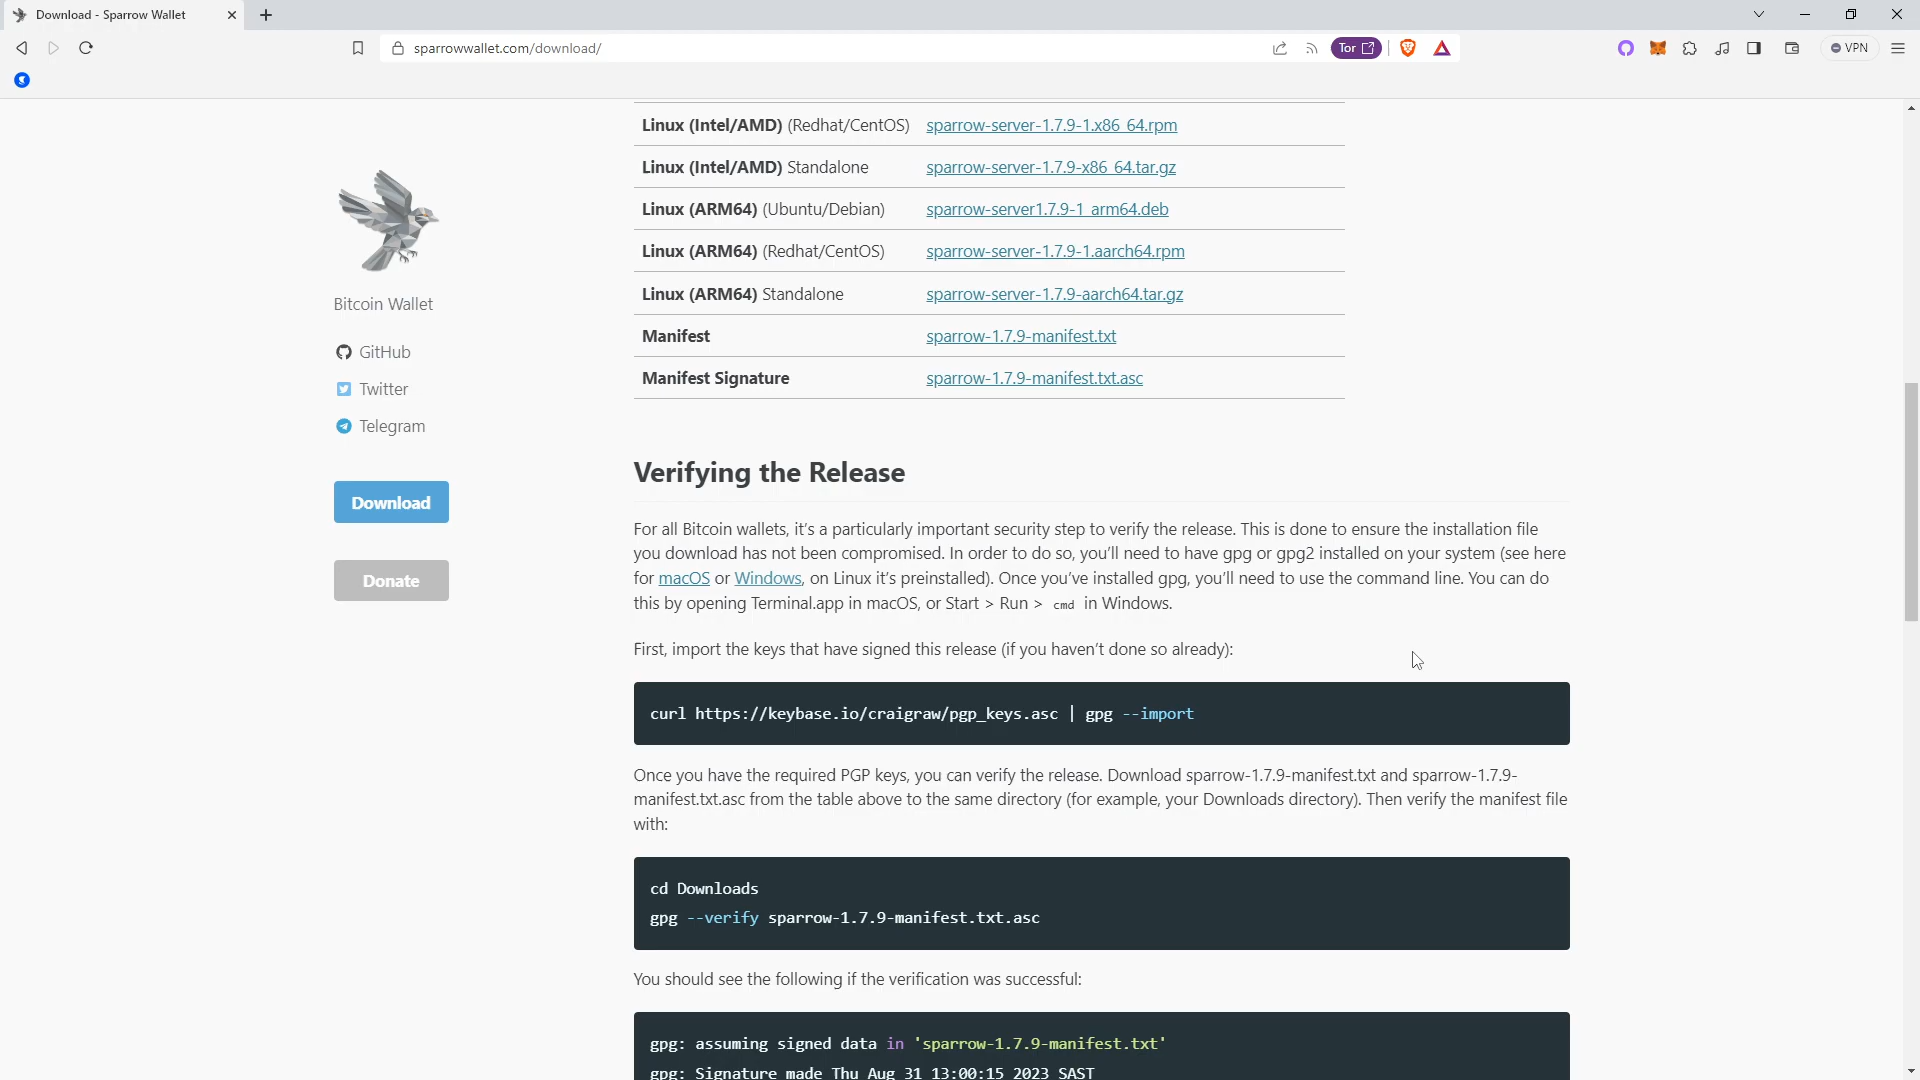 Download - Sparrow Wallet
sparrowwallet.com/download/
Tor
VPN
Linux (Intel/AMD) (Redhat/CentOS) sparrow-server-1.7.9-1.x86_64.rpm
Linux (Intel/AMD) Standalone sparrow-server-1.7.9-x86_64.tar.gz
Linux (ARM64) (Ubuntu/Debian) sparrow-server1.7.9-1_arm64.deb
Linux (ARM64) (Redhat/CentOS) sparrow-server-1.7.9-1.aarch64.rpm
Linux (ARM64) Standalone sparrow-server-1.7.9-aarch64.tar.gz
Manifest sparrow-1.7.9-manifest.txt
Manifest Signature sparrow-1.7.9-manifest.txt.asc
Bitcoin Wallet
GitHub
Twitter
Telegram
Download
Donate
Verifying the Release
For all Bitcoin wallets, it's a particularly important security step to verify the release. This is done to ensure the installation file
you download has not been compromised. In order to do so, you'll need to have gpg or gpg2 installed on your system (see here
for macOS or Windows, on Linux it's preinstalled). Once you've installed gpg, you'll need to use the command line. You can do
this by opening Terminal.app in macOS, or Start > Run > cmd in Windows.
First, import the keys that have signed this release (if you haven't done so already):
curl https://keybase.io/craigraw/pgp_keys.asc | gpg --import
Once you have the required PGP keys, you can verify the release. Download sparrow-1.7.9-manifest.txt and sparrow-1.7.9-
manifest.txt.asc from the table above to the same directory (for example, your Downloads directory). Then verify the manifest file
with:
cd Downloads
gpg --verify sparrow-1.7.9-manifest.txt.asc
You should see the following if the verification was successful:
gpg: assuming signed data in 'sparrow-1.7.9-manifest.txt'
gpg: Signature made Thu Aug 31 13:00:15 2023 SAST